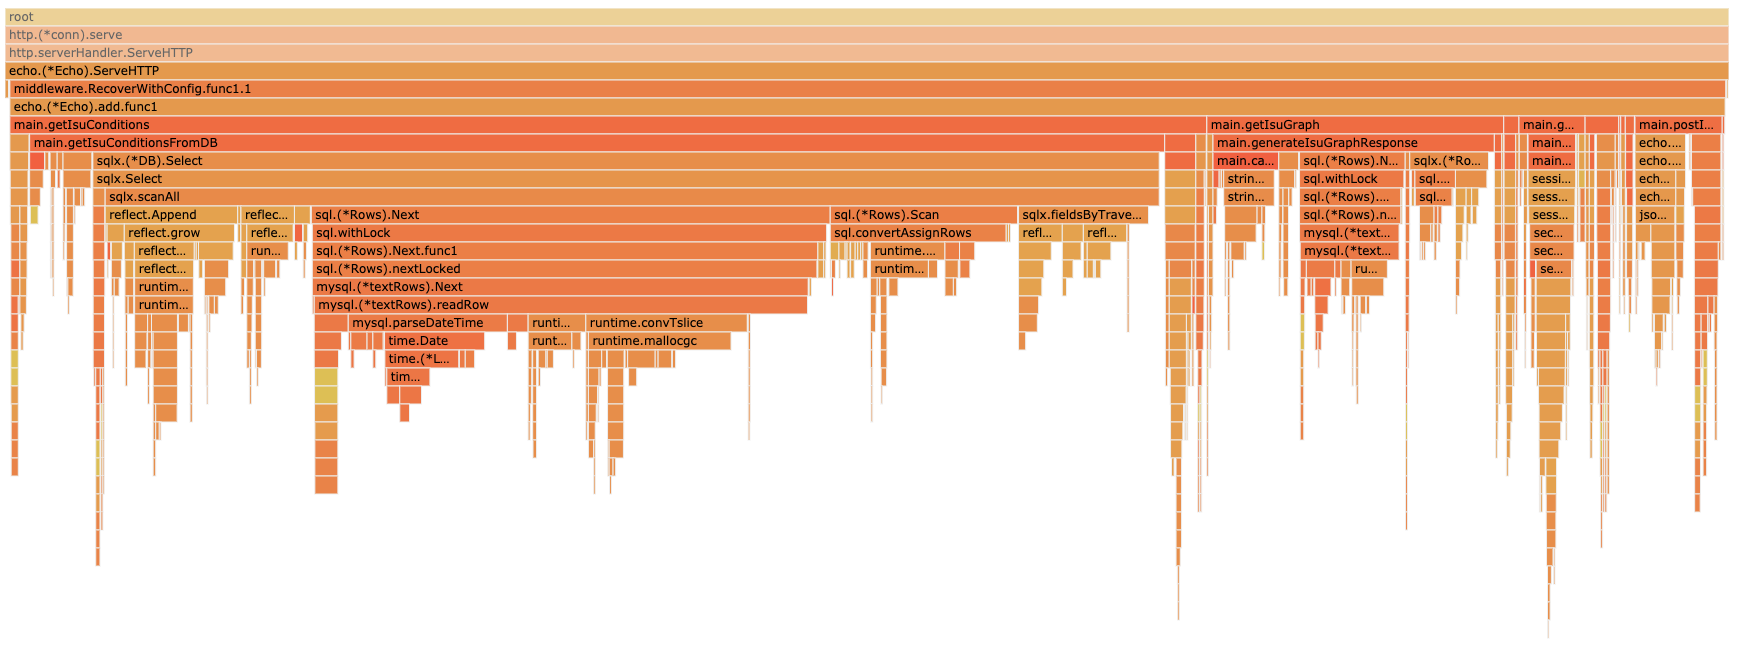 root
http.(*conn).serve
http.serverHandler.ServeHTTP
echo.(*Echo).ServeHTTP
middleware.RecoverWithConfig.func1.1
echo.(*Echo).add.func1
main.getIsuConditions main.getIsuGraph main.g... main.postI...
main.getIsuConditionsFromDB main.generateIsuGraphResponse main... echo....
sqlx.(*DB).Select main.ca... sql.(*Rows).N... sqlx.(*Ro... main... echo....
sqlx.Select strin... sql.withLock sql.... sessi... ech...
sqlx.scanAll strin... sql.(*Rows).... sql... sess... ech...
reflect.Append reflec... sql.(*Rows).Next sql.(*Rows).Scan sqlx.fieldsByTrave... sql.(*Rows).n... sess... jso...
reflect.grow refle... sql.withLock sql.convertAssignRows refl... refl... mysql.(*text... sec...
reflect... run... sql.(*Rows).Next.func1 runtime.... mysql.(*text... sec...
reflect... sql.(*Rows).nextLocked runtim... ru... se...
runtim... mysql.(*textRows).Next
runtim... mysql.(*textRows).readRow
mysql.parseDateTime runti... runtime.convTslice
time.Date runt... runtime.mallocgc
time.(*L...
tim...